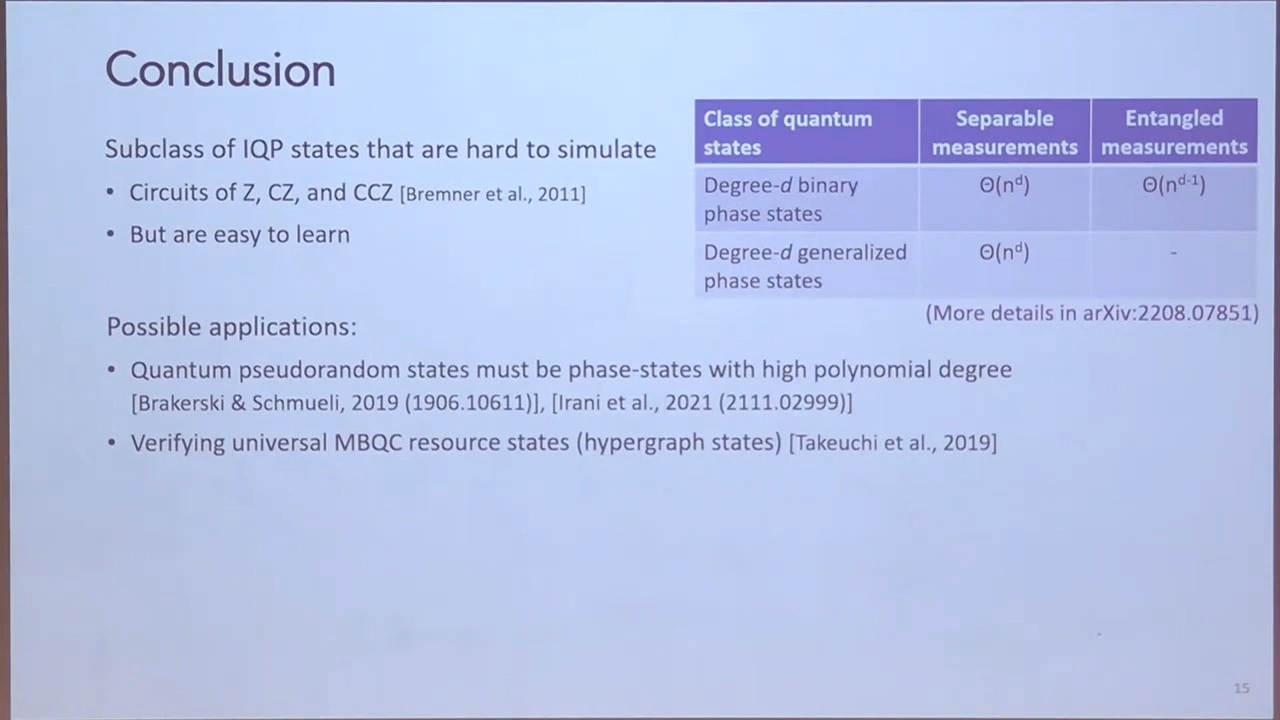 Conclusion
Subclass of IQP states that are hard to simulate
• Circuits of Z, CZ, and CCZ [Bremner et al., 2011]
• But are easy to learn
Class of quantum
states
Separable
measurements
Entangled
measurements
Degree-d binary
phase states
Θ(nᵈ)
Θ(nᵈ⁻¹)
Degree-d generalized
phase states
Θ(nᵈ)
-
(More details in arXiv:2208.07851)
Possible applications:
• Quantum pseudorandom states must be phase-states with high polynomial degree
[Brakerski & Schmueli, 2019 (1906.10611)], [Irani et al., 2021 (2111.02999)]
• Verifying universal MBQC resource states (hypergraph states) [Takeuchi et al., 2019]
15